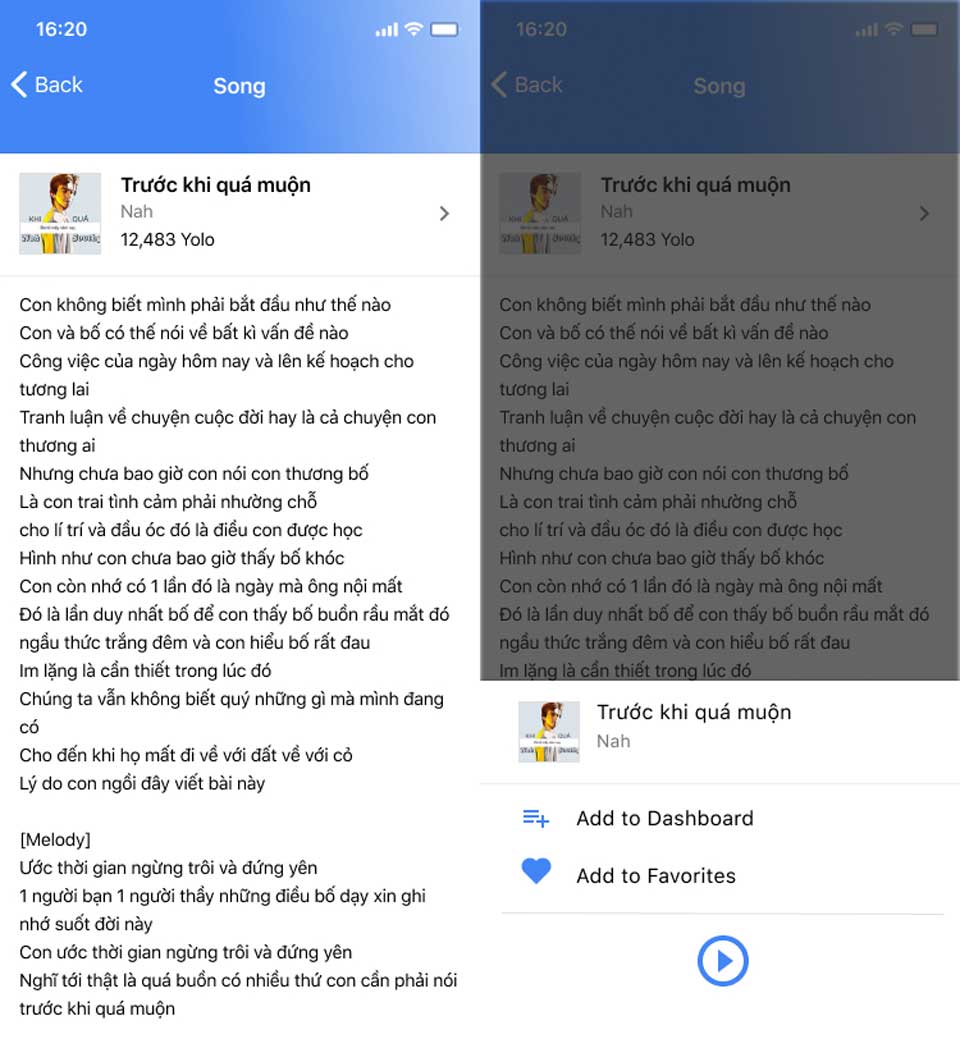 16:20
Back
Song
Trước khi quá muộn
Nah
12,483 Yolo
KHI QUÁ
Con không biết mình phải bắt đầu như thế nào
Con và bố có thế nói về bất kì vấn đề nào
Công việc của ngày hôm nay và lên kế hoạch cho
tương lai
Tranh luận về chuyện cuộc đời hay là cả chuyện con
thương ai
Nhưng chưa bao giờ con nói con thương bố
Là con trai tình cảm phải nhường chỗ
cho lí trí và đầu óc đó là điều con được học
Hình như con chưa bao giờ thấy bố khóc
Con còn nhớ có 1 lần đó là ngày mà ông nội mất
Đó là lần duy nhất bố để con thấy bố buồn rầu mắt đỏ
ngầu thức trắng đêm và con hiểu bố rất đau
Im lặng là cần thiết trong lúc đó
Chúng ta vẫn không biết quý những gì mà mình đang
có
Cho đến khi họ mất đi về với đất về với cỏ
Lý do con ngồi đây viết bài này
[Melody]
Ước thời gian ngừng trôi và đứng yên
1 người bạn 1 người thầy những điều bố dạy xin ghi
nhớ suốt đời này
Con ước thời gian ngừng trôi và đứng yên
Nghĩ tới thật là quá buồn có nhiều thứ con cần phải nói
trước khi quá muộn
16:20
Back
Song
Trước khi quá muộn
Nah
12,483 Yolo
KHI QUÁ
Con không biết mình phải bắt đầu như thế nào
Con và bố có thế nói về bất kì vấn đề nào
Công việc của ngày hôm nay và lên kế hoạch cho
tương lai
Tranh luận về chuyện cuộc đời hay là cả chuyện con
thương ai
Nhưng chưa bao giờ con nói con thương bố
Là con trai tình cảm phải nhường chỗ
cho lí trí và đầu óc đó là điều con được học
Hình như con chưa bao giờ thấy bố khóc
Con còn nhớ có 1 lần đó là ngày mà ông nội mất
Đó là lần duy nhất bố để con thấy bố buồn rầu mắt đỏ
ngầu thức trắng đêm và con hiểu bố rất đau
Im lặng là cần thiết trong lúc đó
Trước khi quá muộn
Nah
KHI QUÁ
Add to Dashboard
Add to Favorites